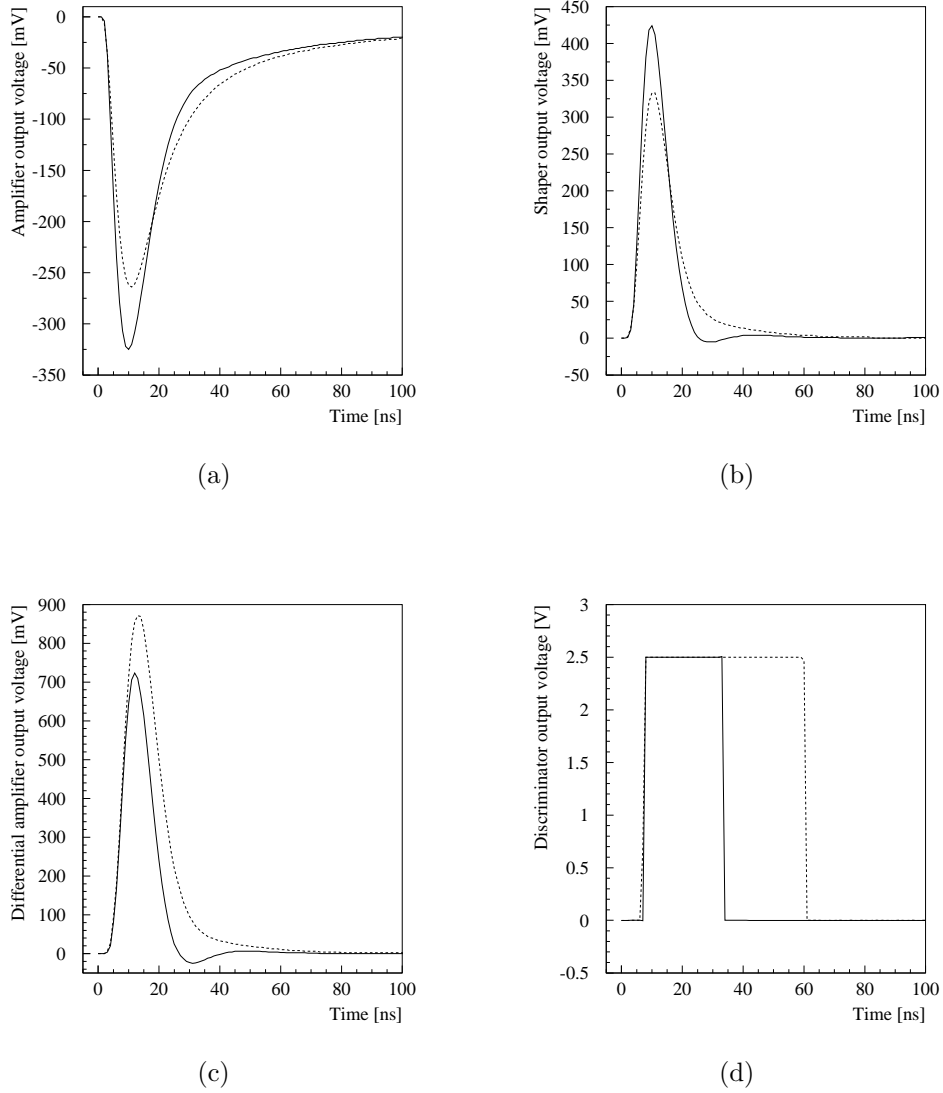 Amplifier output voltage [mV]
0
-50
-100
-150
-200
-250
-300
-350
0 20 40 60 80 100
Time [ns]
(a)
Shaper output voltage [mV]
450
400
350
300
250
200
150
100
50
0
-50
0 20 40 60 80 100
Time [ns]
(b)
Differential amplifier output voltage [mV]
900
800
700
600
500
400
300
200
100
0
0 20 40 60 80 100
Time [ns]
(c)
Discriminator output voltage [V]
3
2.5
2
1.5
1
0.5
0
-0.5
0 20 40 60 80 100
Time [ns]
(d)